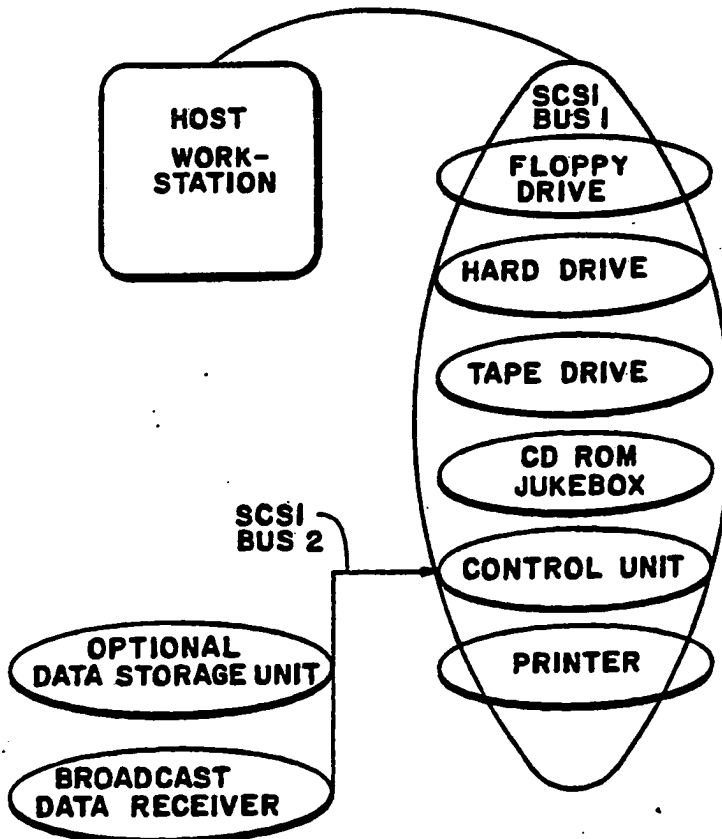 HOST
WORK-
STATION
SCSI
BUS 1
FLOPPY
DRIVE
HARD DRIVE
TAPE DRIVE
CD ROM
JUKEBOX
SCSI
BUS 2
CONTROL UNIT
OPTIONAL
DATA STORAGE UNIT
PRINTER
BROADCAST
DATA RECEIVER